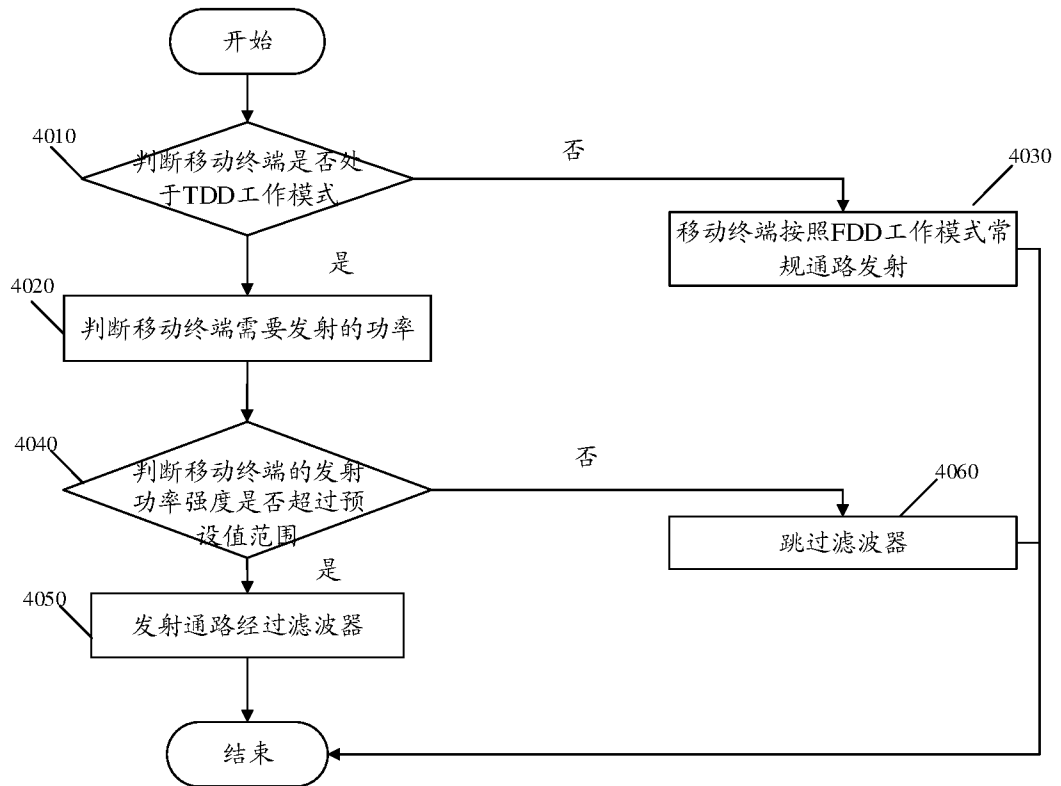 开始
4010
判断移动终端是否处
于TDD工作模式
否
4030
移动终端按照FDD工作模式常
规通路发射
是
4020
判断移动终端需要发射的功率
4040
判断移动终端的发射
功率强度是否超过预
设值范围
否
4060
跳过滤波器
是
4050
发射通路经过滤波器
结束